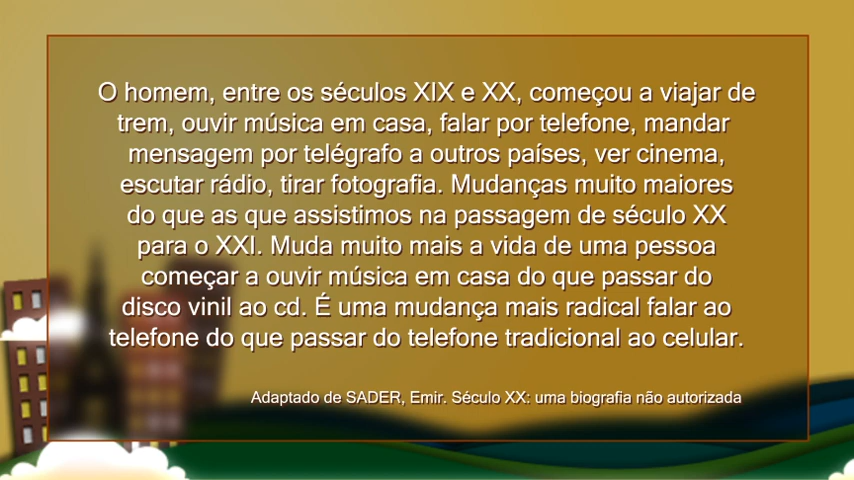 O homem, entre os séculos XIX e XX, começou a viajar de
trem, ouvir música em casa, falar por telefone, mandar
mensagem por telégrafo a outros países, ver cinema,
escutar rádio, tirar fotografia. Mudanças muito maiores
do que as que assistimos na passagem de século XX
para o XXI. Muda muito mais a vida de uma pessoa
começar a ouvir música em casa do que passar do
disco vinil ao cd. É uma mudança mais radical falar ao
telefone do que passar do telefone tradicional ao celular.
Adaptado de SADER, Emir. Século XX: uma biografia não autorizada